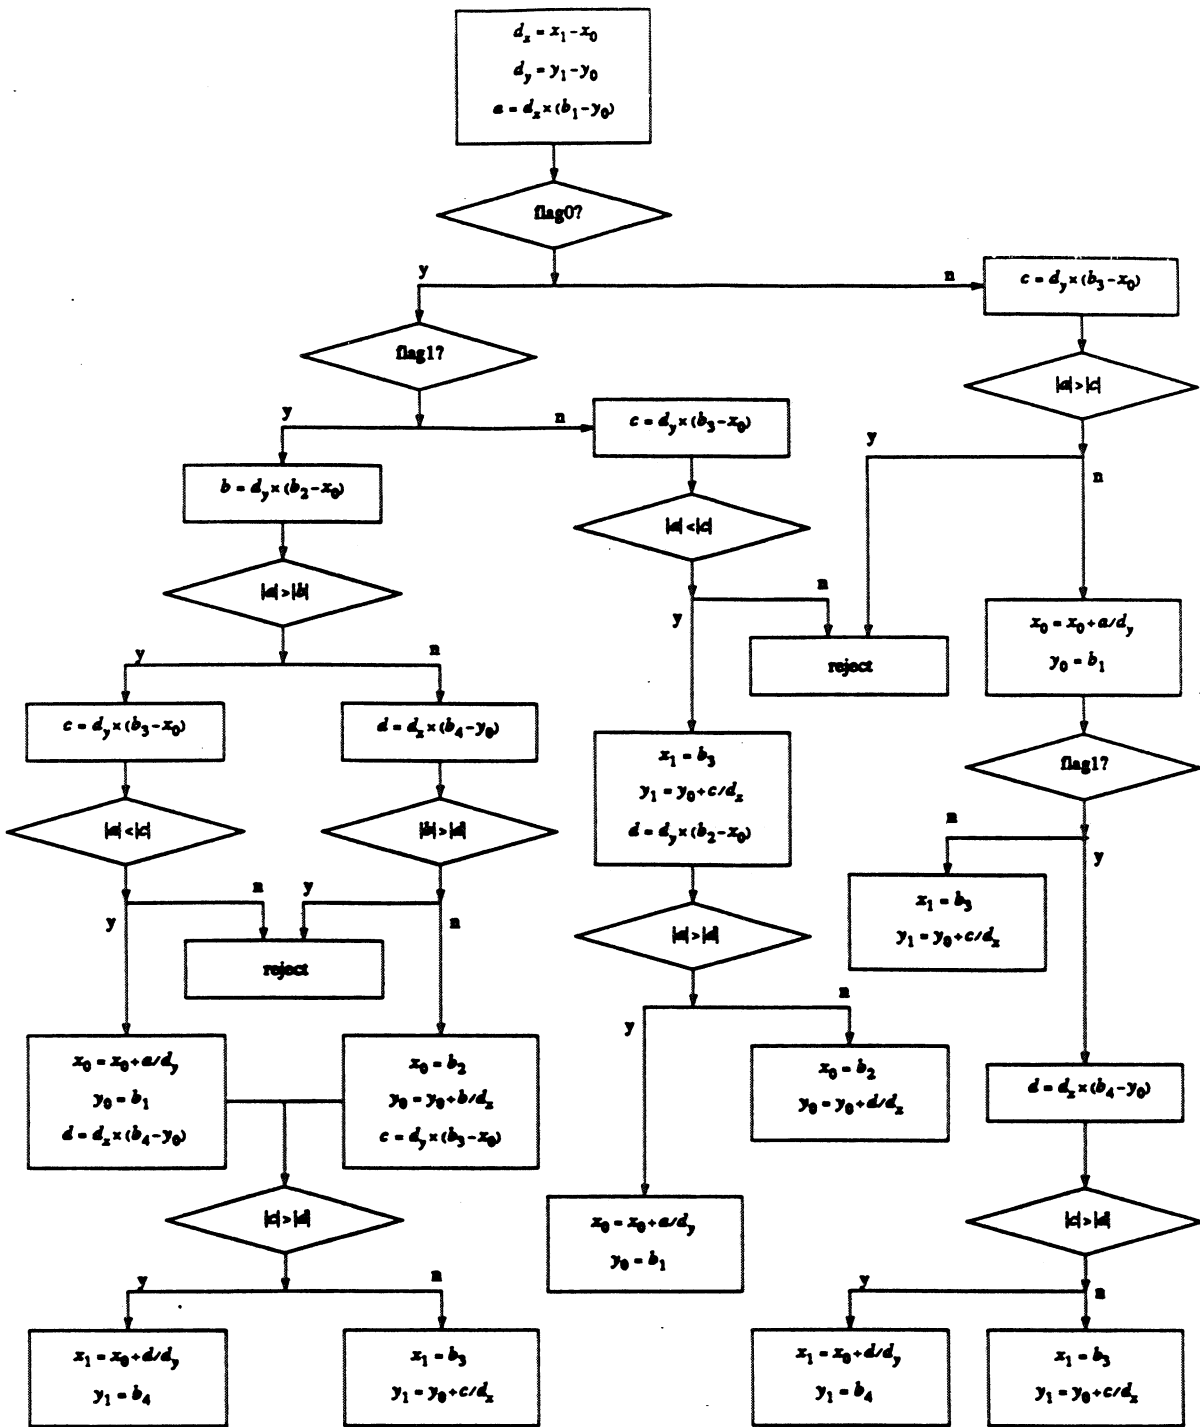 d_x = x_1 - x_0
d_y = y_1 - y_0
a = d_x × (b_1 - y_0)
flag0?
y
n
c = d_y × (b_3 - x_0)
flag1?
|a| > |c|
y
n
c = d_y × (b_3 - x_0)
y
n
b = d_y × (b_2 - x_0)
|a| < |c|
|a| > |b|
n
y
x_0 = x_0 + a/d_y
y_0 = b_1
reject
y
n
c = d_y × (b_3 - x_0)
d = d_x × (b_4 - y_0)
x_1 = b_3
y_1 = y_0 + c/d_x
d = d_y × (b_2 - x_0)
flag1?
|a| < |c|
|b| > |d|
n
y
n
y
y
n
x_1 = b_3
y_1 = y_0 + c/d_x
|a| > |d|
reject
n
y
x_0 = x_0 + a/d_y
y_0 = b_1
d = d_x × (b_4 - y_0)
x_0 = b_2
y_0 = y_0 + b/d_x
c = d_y × (b_3 - x_0)
x_0 = b_2
y_0 = y_0 + d/d_x
d = d_x × (b_4 - y_0)
|c| > |d|
x_0 = x_0 + a/d_y
y_0 = b_1
|c| > |d|
y
n
y
n
x_1 = x_0 + d/d_y
y_1 = b_4
x_1 = b_3
y_1 = y_0 + c/d_x
x_1 = x_0 + d/d_y
y_1 = b_4
x_1 = b_3
y_1 = y_0 + c/d_x